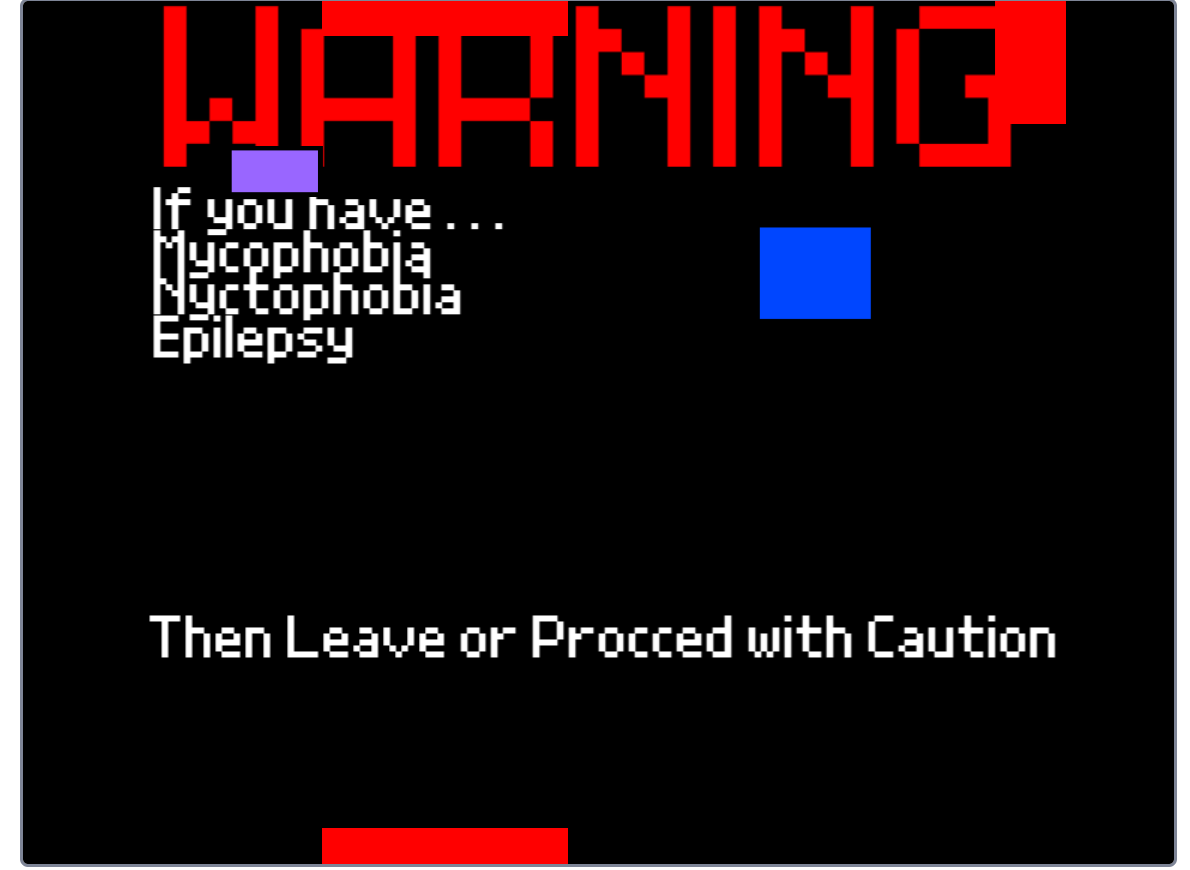 WARNING
If you have ...
Mycophobia
Nyctophobia
Epilepsy
Then Leave or Procced with Caution